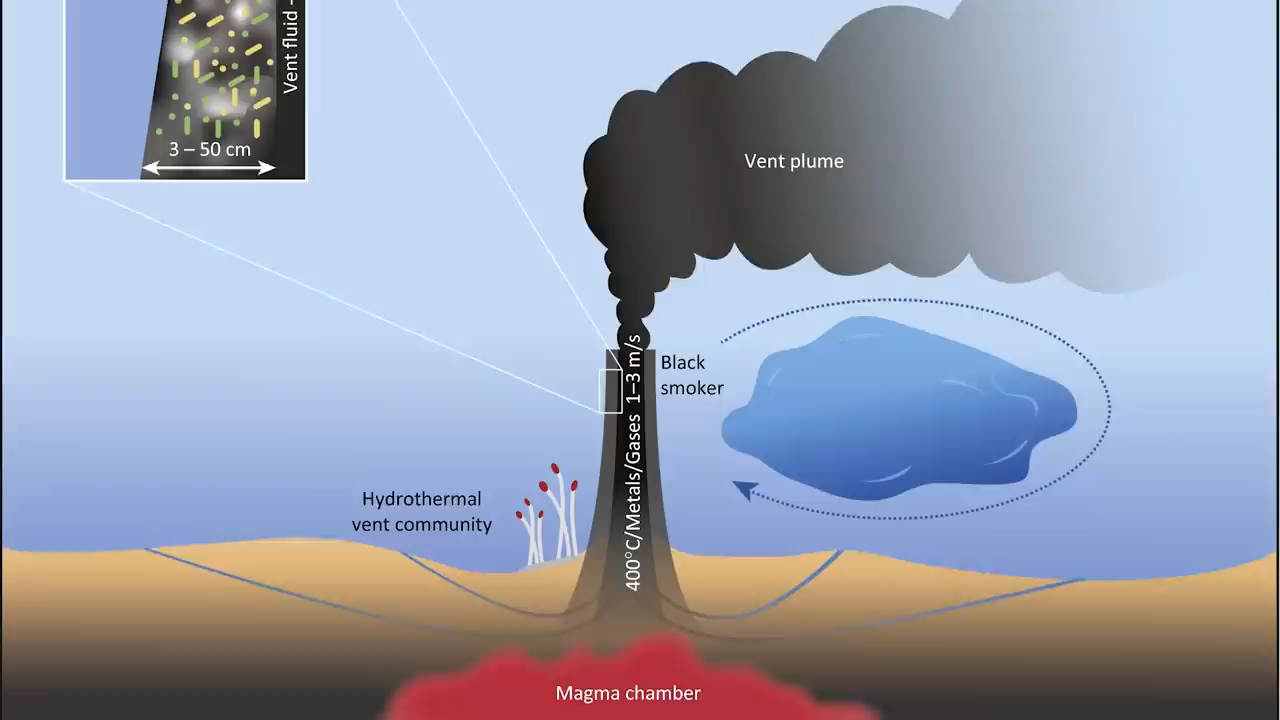 Vent fluid
3 – 50 cm
Vent plume
Black
smoker
400°C/Metals/Gases 1–3 m/s
Hydrothermal
vent community
Magma chamber